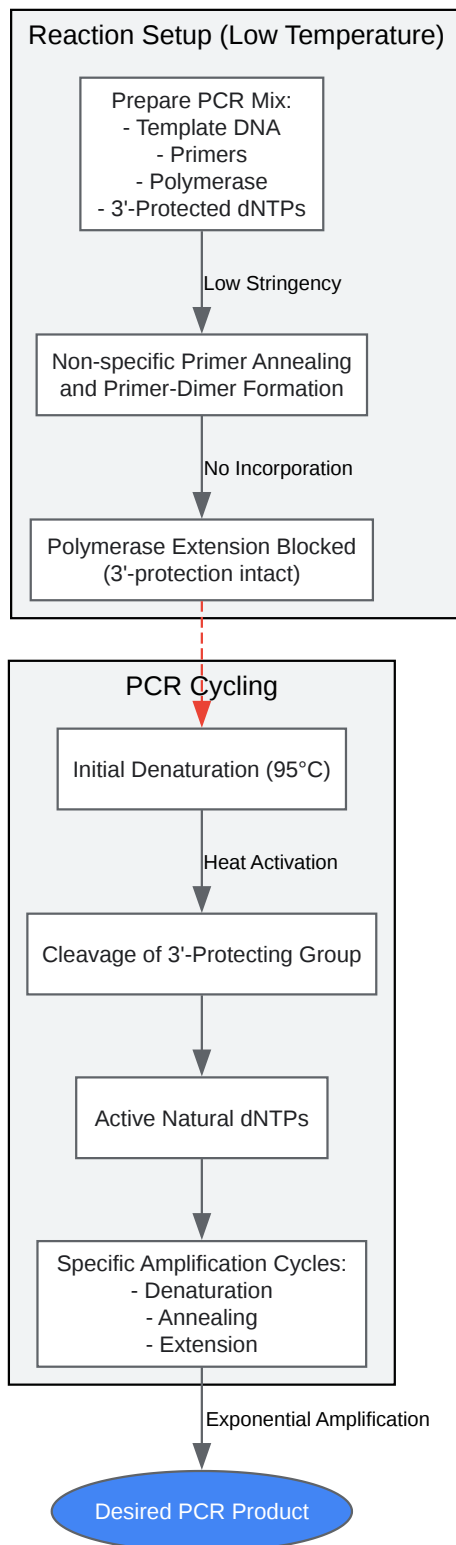 Reaction Setup (Low Temperature)
Prepare PCR Mix:
- Template DNA
- Primers
- Polymerase
- 3'-Protected dNTPs
Low Stringency
Non-specific Primer Annealing
and Primer-Dimer Formation
No Incorporation
Polymerase Extension Blocked
(3'-protection intact)
PCR Cycling
Initial Denaturation (95°C)
Heat Activation
Cleavage of 3'-Protecting Group
Active Natural dNTPs
Specific Amplification Cycles:
- Denaturation
- Annealing
- Extension
Exponential Amplification
Desired PCR Product